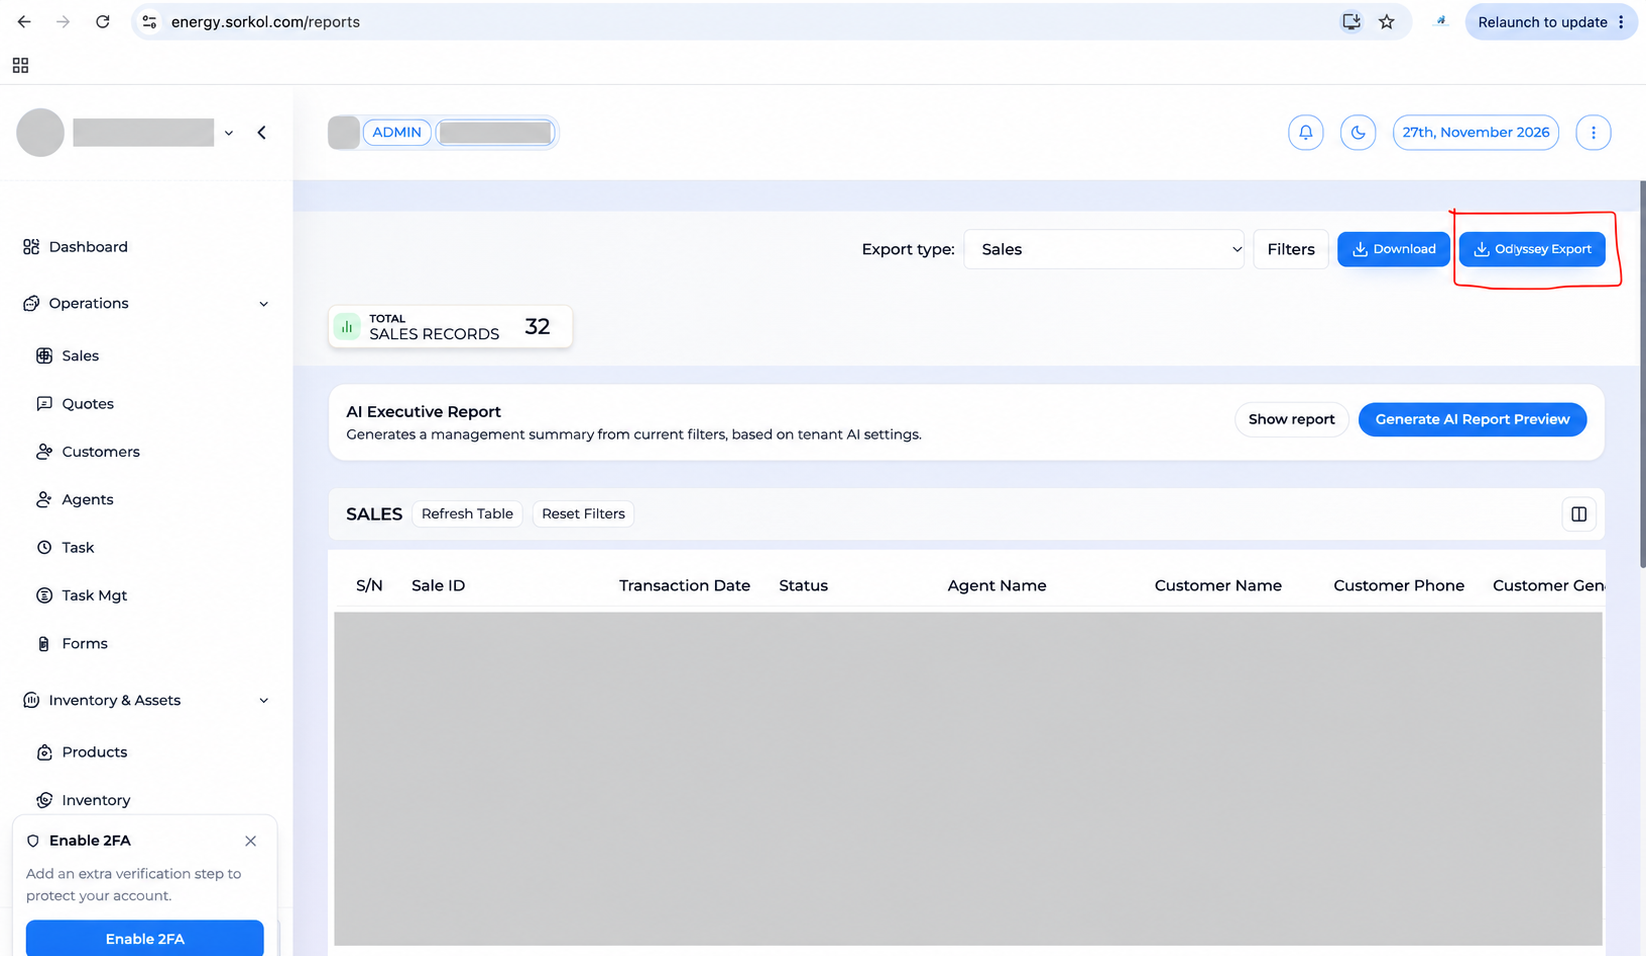 energy.sorkol.com/reports
Relaunch to update
ADMIN
27th, November 2026
Dashboard
Operations
Sales
Quotes
Customers
Agents
Task
Task Mgt
Forms
Inventory & Assets
Products
Inventory
Enable 2FA
Add an extra verification step to
protect your account.
Enable 2FA
Export type:
Sales
Filters
Download
Odyssey Export
TOTAL
SALES RECORDS
32
AI Executive Report
Generates a management summary from current filters, based on tenant AI settings.
Show report
Generate AI Report Preview
SALES
Refresh Table
Reset Filters
S/N Sale ID Transaction Date Status Agent Name Customer Name Customer Phone Customer Gen